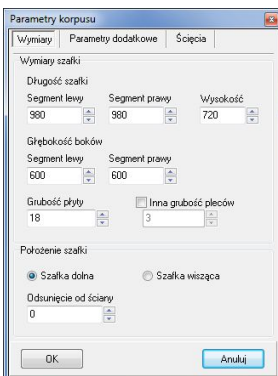 Parametry korpusu
Wymiary Parametry dodatkowe Ścięcia
Wymiary szafki
Długość szafki
Segment lewy Segment prawy Wysokość
980 980 720
Głębokość boków
Segment lewy Segment prawy
600 600
Grubość płyty Inna grubość pleców
18 3
Położenie szafki
Szafka dolna Szafka wisząca
Odsunięcie od ściany
0
OK Anuluj